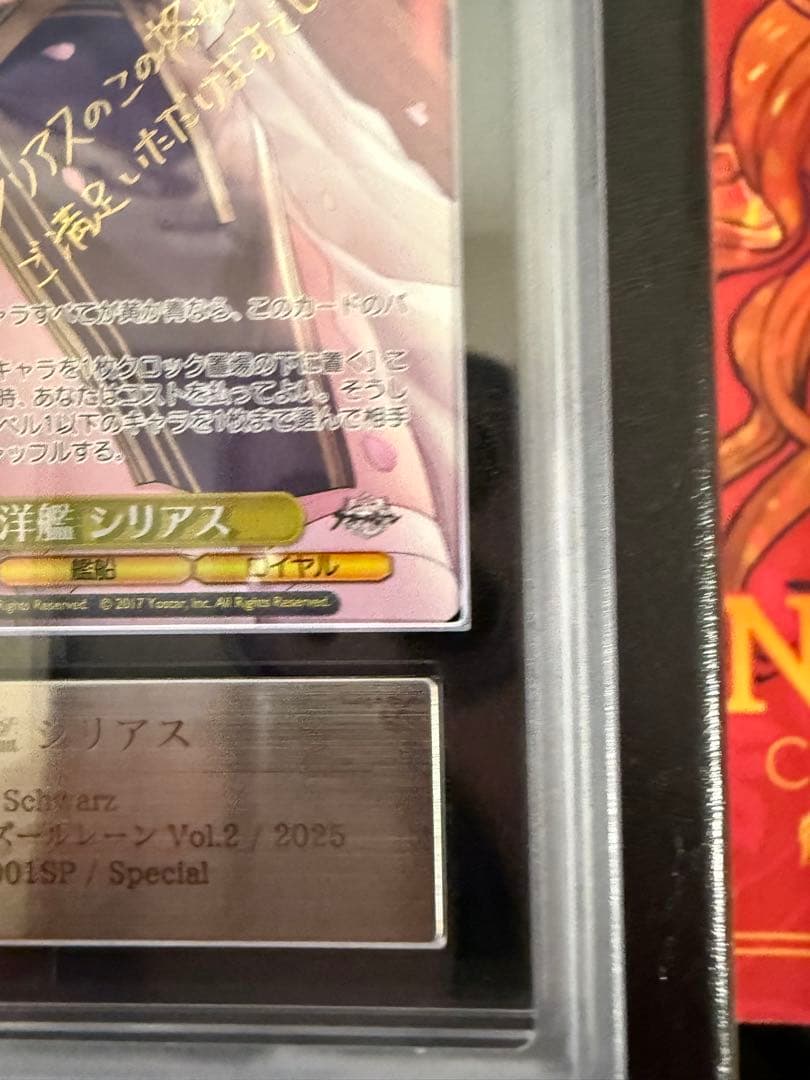 シリアスのこの
ご満足いただけますでし
ャラすべてが黄か青なら、このカードのパ
キャラを1枚クロック置場の下に置く］こ
時、あなたはコストを払ってよい。そうし
ベル1以下のキャラを1枚まで選んで相手
ャッフルする。
洋艦 シリアス
艦船 ロイヤル
Rights Reserved. © 2017 Yostar, Inc. All Rights Reserved.
シリアス
Schwarz
ズールレーン Vol.2 / 2025
001SP / Special
N
C